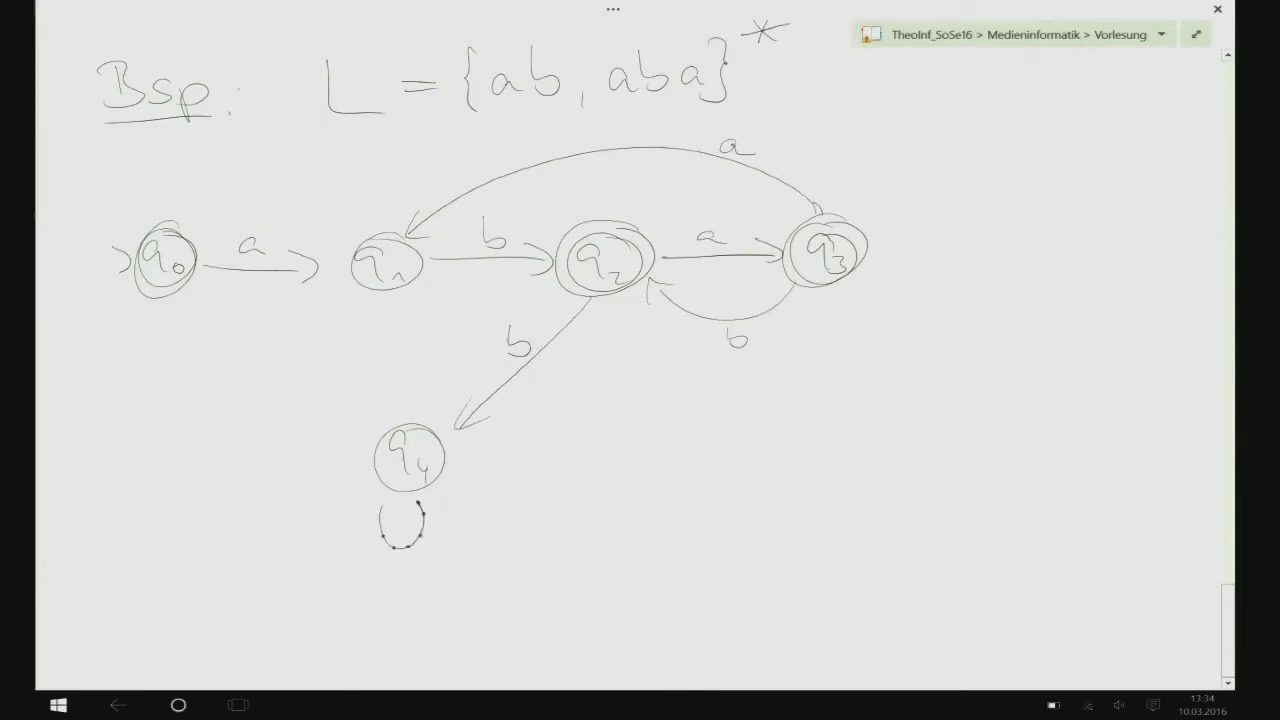 ...
TheoInf_SoSe16 > Medieninformatik > Vorlesung
Bsp: L = {ab, aba}*
a
q0 a q1 b q2 a q3
b b
q4
13:34
10.03.2016